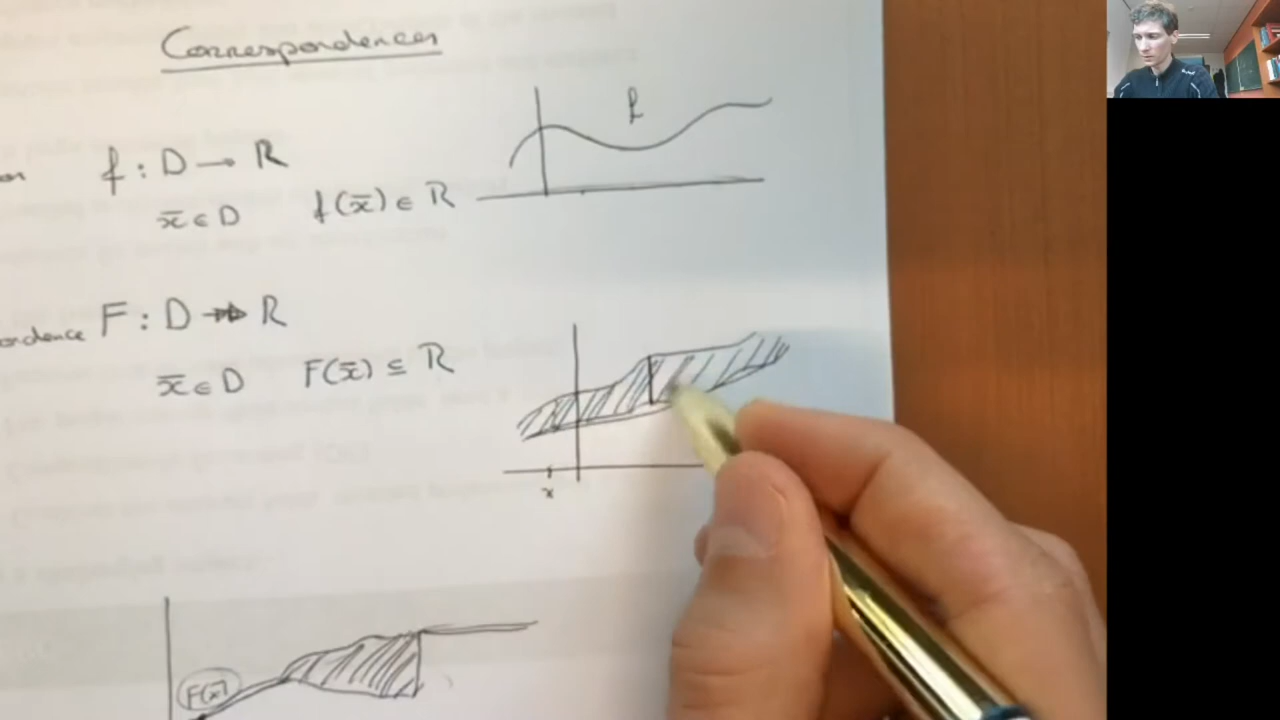 Correspondences
f : D → R
x̄ ∈ D f(x̄) ∈ ℝ
f
F : D ↠ ℝ
x̄ ∈ D F(x̄) ⊆ ℝ
x
F(x̄)